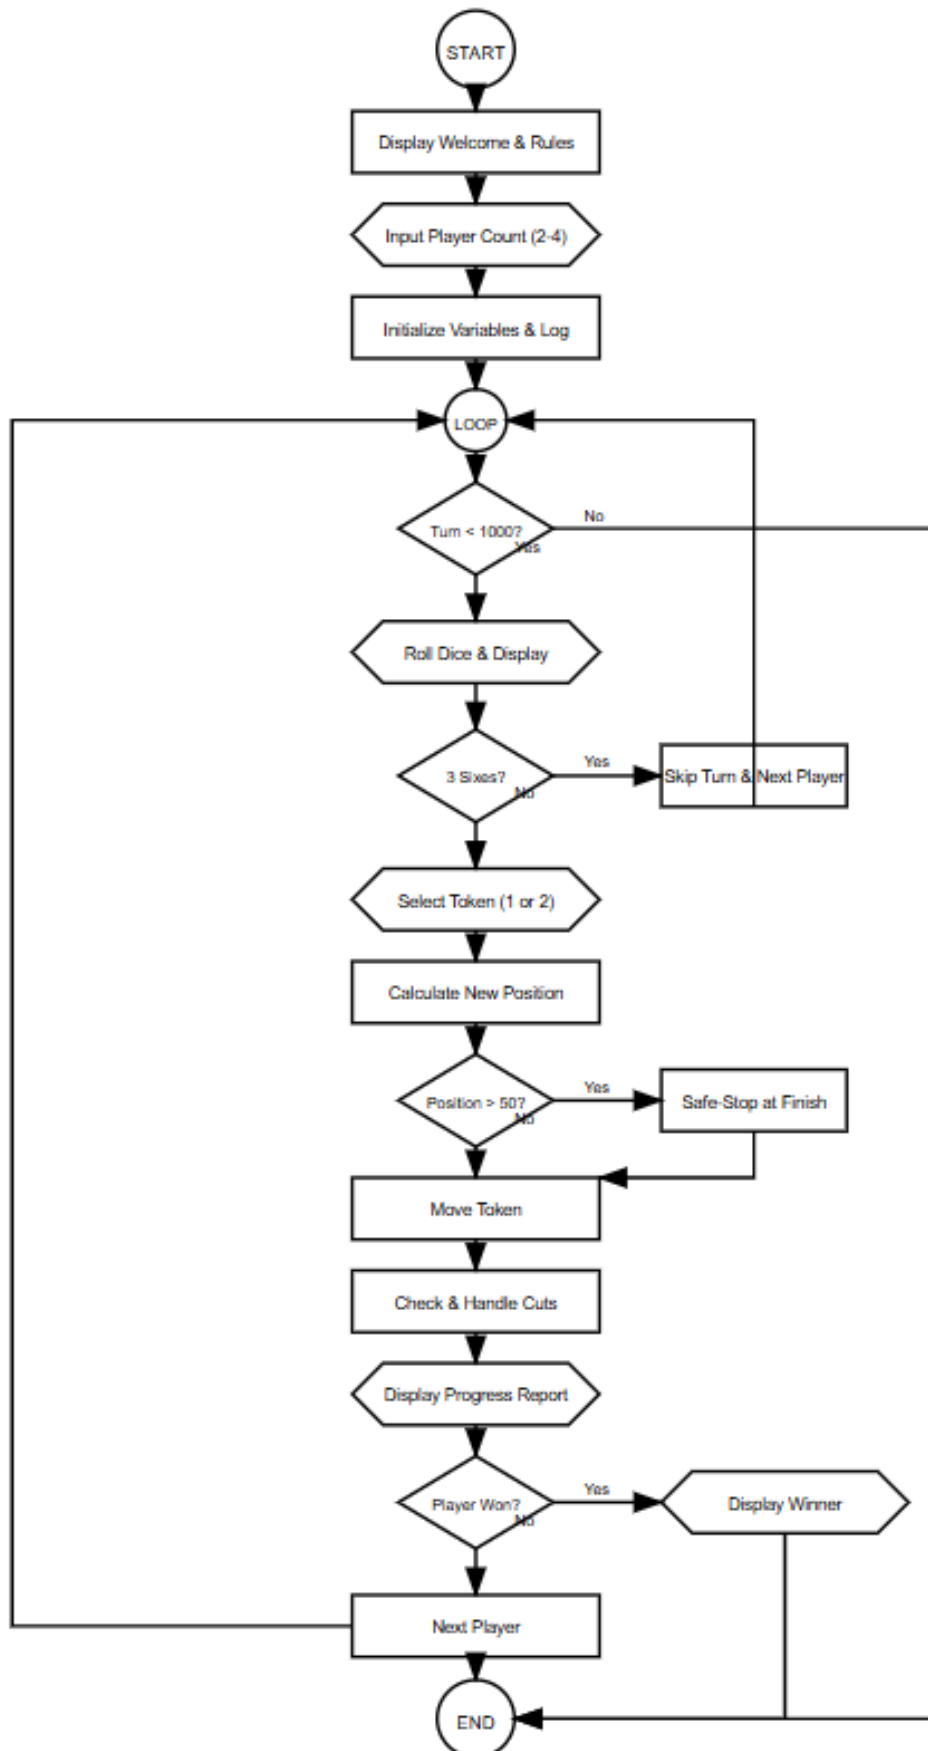 START
Display Welcome & Rules
Input Player Count (2-4)
Initialize Variables & Log
LOOP
Turn < 1000?
No
Yes
Roll Dice & Display
3 Sixes?
Yes
No
Skip Turn & Next Player
Select Token (1 or 2)
Calculate New Position
Position > 50?
Yes
No
Safe-Stop at Finish
Move Token
Check & Handle Cuts
Display Progress Report
Player Won?
Yes
No
Display Winner
Next Player
END